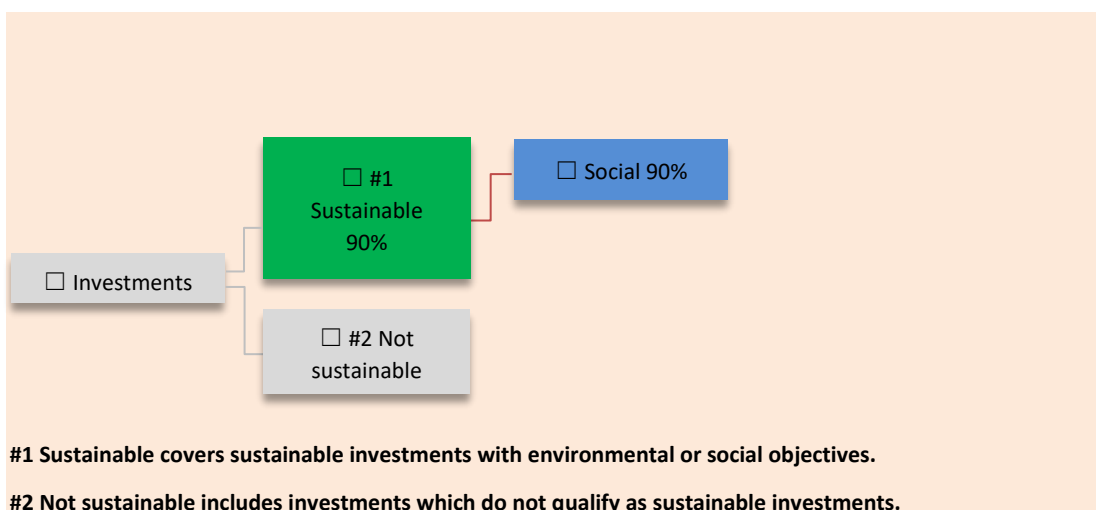 ☐ #1
Sustainable
90%
☐ Social 90%
☐ Investments
☐ #2 Not
sustainable
#1 Sustainable covers sustainable investments with environmental or social objectives.
#2 Not sustainable includes investments which do not qualify as sustainable investments.